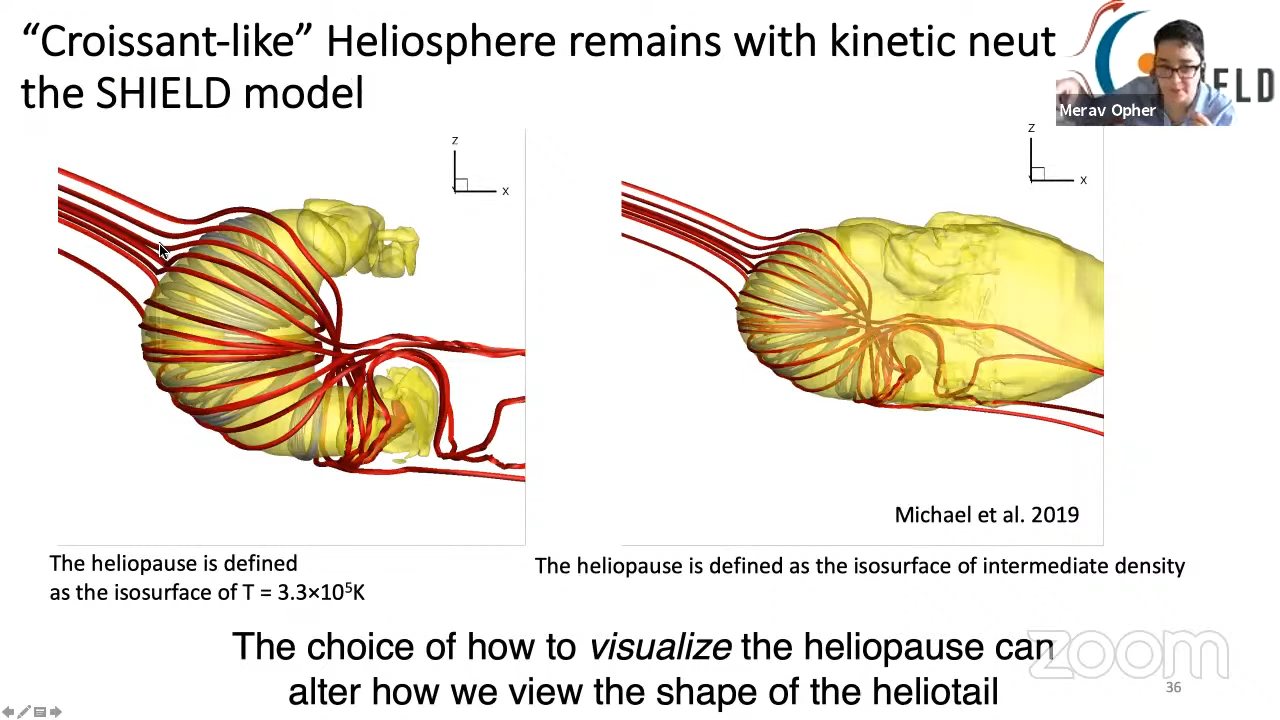 “Croissant-like” Heliosphere remains with kinetic neut
the SHIELD model
ELD
Merav Opher
z
x
z
x
Michael et al. 2019
The heliopause is defined
as the isosurface of T = 3.3×10⁵K
The heliopause is defined as the isosurface of intermediate density
The choice of how to visualize the heliopause can
alter how we view the shape of the heliotail
zoom
36